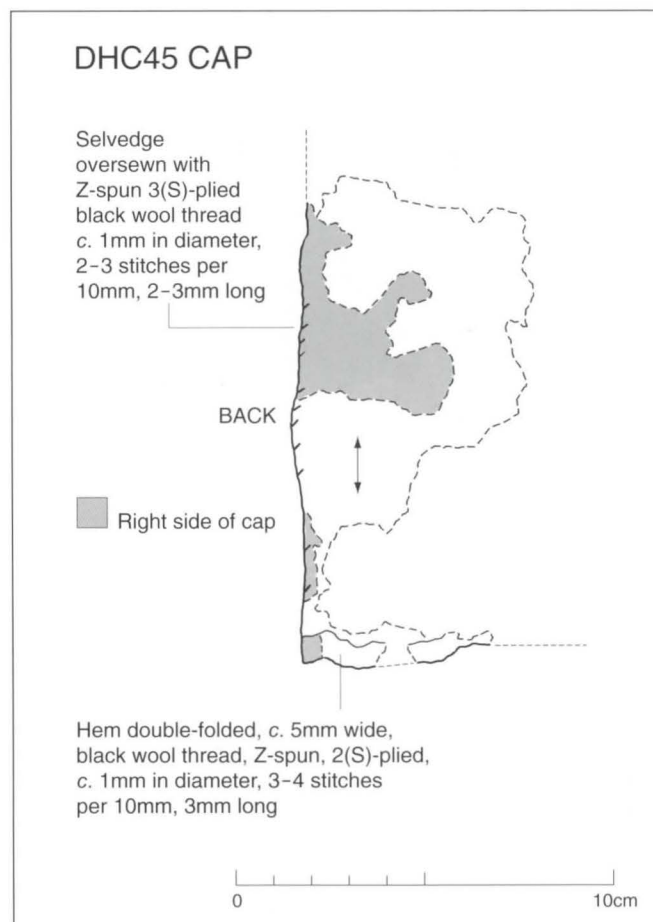 DHC45 CAP
Selvedge
oversewn with
Z-spun 3(S)-plied
black wool thread
c. 1mm in diameter,
2–3 stitches per
10mm, 2–3mm long
BACK
Right side of cap
Hem double-folded, c. 5mm wide,
black wool thread, Z-spun, 2(S)-plied,
c. 1mm in diameter, 3–4 stitches
per 10mm, 3mm long
0 10cm